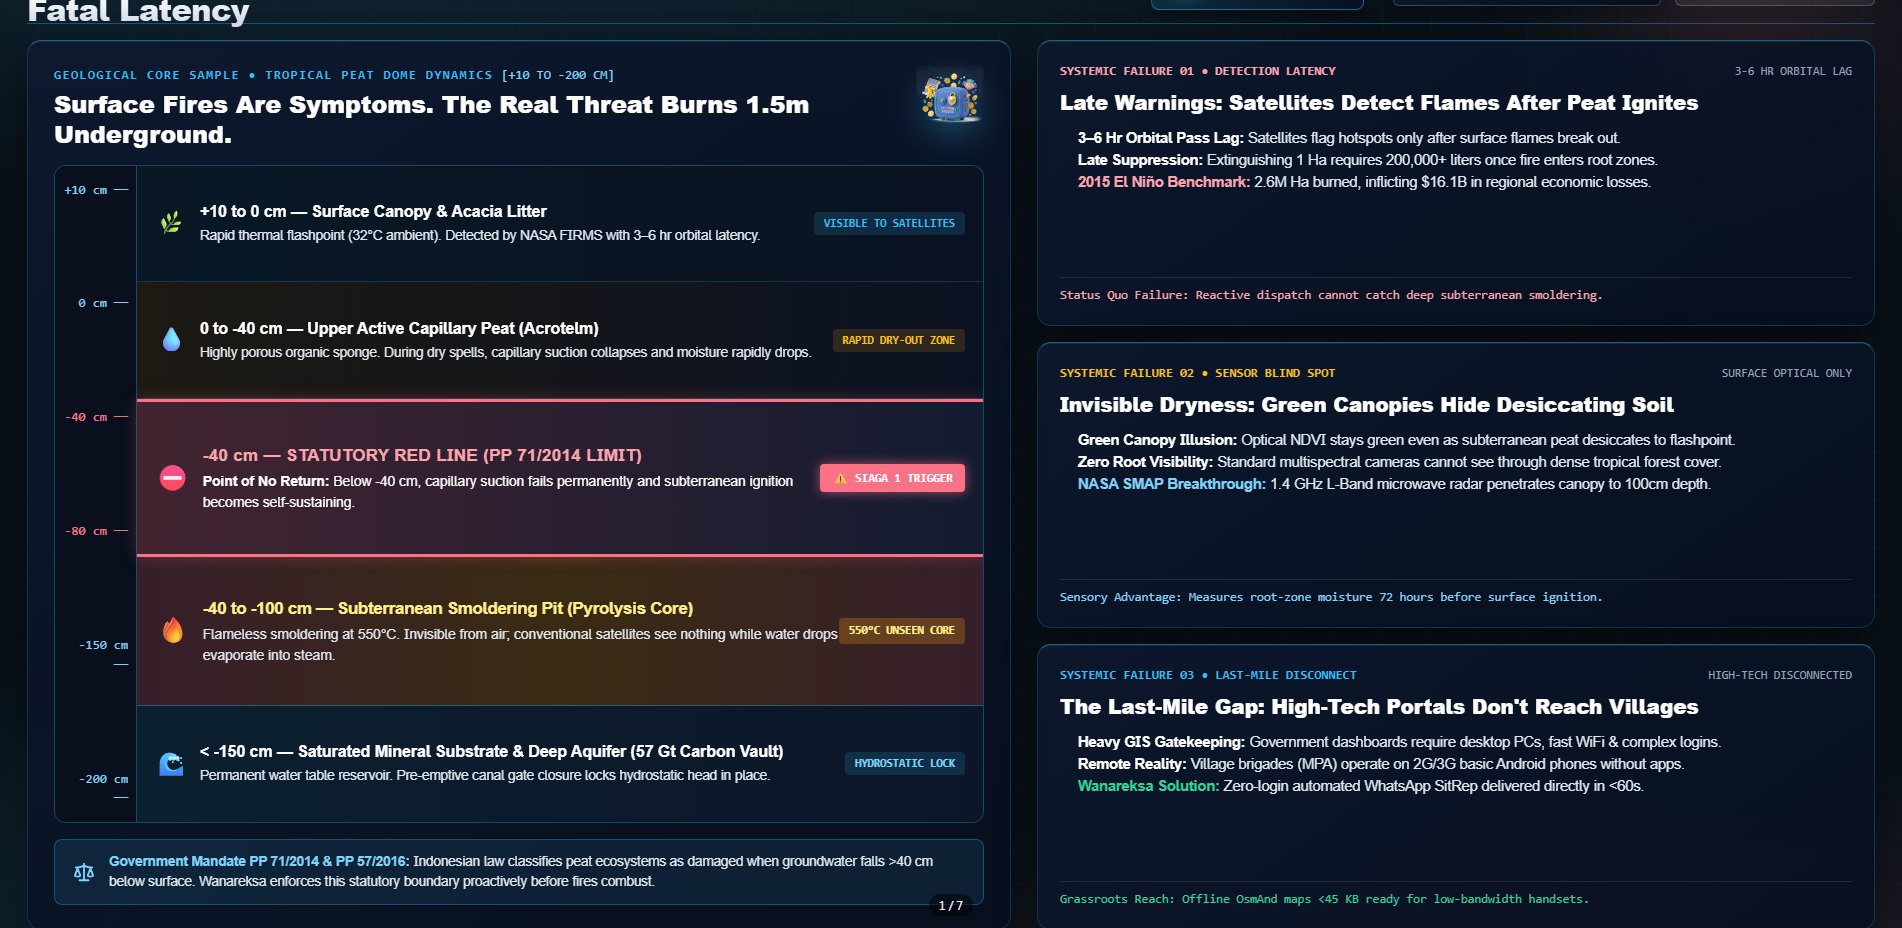 Fatal Latency
GEOLOGICAL CORE SAMPLE • TROPICAL PEAT DOME DYNAMICS [+10 TO -200 CM]
Surface Fires Are Symptoms. The Real Threat Burns 1.5m
Underground.
+10 cm
+10 to 0 cm — Surface Canopy & Acacia Litter
Rapid thermal flashpoint (32°C ambient). Detected by NASA FIRMS with 3–6 hr orbital latency.
VISIBLE TO SATELLITES
0 cm
0 to -40 cm — Upper Active Capillary Peat (Acrotelm)
Highly porous organic sponge. During dry spells, capillary suction collapses and moisture rapidly drops.
RAPID DRY-OUT ZONE
-40 cm
-40 cm — STATUTORY RED LINE (PP 71/2014 LIMIT)
Point of No Return: Below -40 cm, capillary suction fails permanently and subterranean ignition
becomes self-sustaining.
⚠️ SIAGA 1 TRIGGER
-80 cm
-40 to -100 cm — Subterranean Smoldering Pit (Pyrolysis Core)
Flameless smoldering at 550°C. Invisible from air; conventional satellites see nothing while water drops
evaporate into steam.
550°C UNSEEN CORE
-150 cm
< -150 cm — Saturated Mineral Substrate & Deep Aquifer (57 Gt Carbon Vault)
Permanent water table reservoir. Pre-emptive canal gate closure locks hydrostatic head in place.
HYDROSTATIC LOCK
-200 cm
Government Mandate PP 71/2014 & PP 57/2016: Indonesian law classifies peat ecosystems as damaged when groundwater falls >40 cm
below surface. Wanareksa enforces this statutory boundary proactively before fires combust.
1/7
SYSTEMIC FAILURE 01 • DETECTION LATENCY
3-6 HR ORBITAL LAG
Late Warnings: Satellites Detect Flames After Peat Ignites
3–6 Hr Orbital Pass Lag: Satellites flag hotspots only after surface flames break out.
Late Suppression: Extinguishing 1 Ha requires 200,000+ liters once fire enters root zones.
2015 El Niño Benchmark: 2.6M Ha burned, inflicting $16.1B in regional economic losses.
Status Quo Failure: Reactive dispatch cannot catch deep subterranean smoldering.
SYSTEMIC FAILURE 02 • SENSOR BLIND SPOT
SURFACE OPTICAL ONLY
Invisible Dryness: Green Canopies Hide Desiccating Soil
Green Canopy Illusion: Optical NDVI stays green even as subterranean peat desiccates to flashpoint.
Zero Root Visibility: Standard multispectral cameras cannot see through dense tropical forest cover.
NASA SMAP Breakthrough: 1.4 GHz L-Band microwave radar penetrates canopy to 100cm depth.
Sensory Advantage: Measures root-zone moisture 72 hours before surface ignition.
SYSTEMIC FAILURE 03 • LAST-MILE DISCONNECT
HIGH-TECH DISCONNECTED
The Last-Mile Gap: High-Tech Portals Don't Reach Villages
Heavy GIS Gatekeeping: Government dashboards require desktop PCs, fast WiFi & complex logins.
Remote Reality: Village brigades (MPA) operate on 2G/3G basic Android phones without apps.
Wanareksa Solution: Zero-login automated WhatsApp SitRep delivered directly in <60s.
Grassroots Reach: Offline OsmAnd maps <45 KB ready for low-bandwidth handsets.